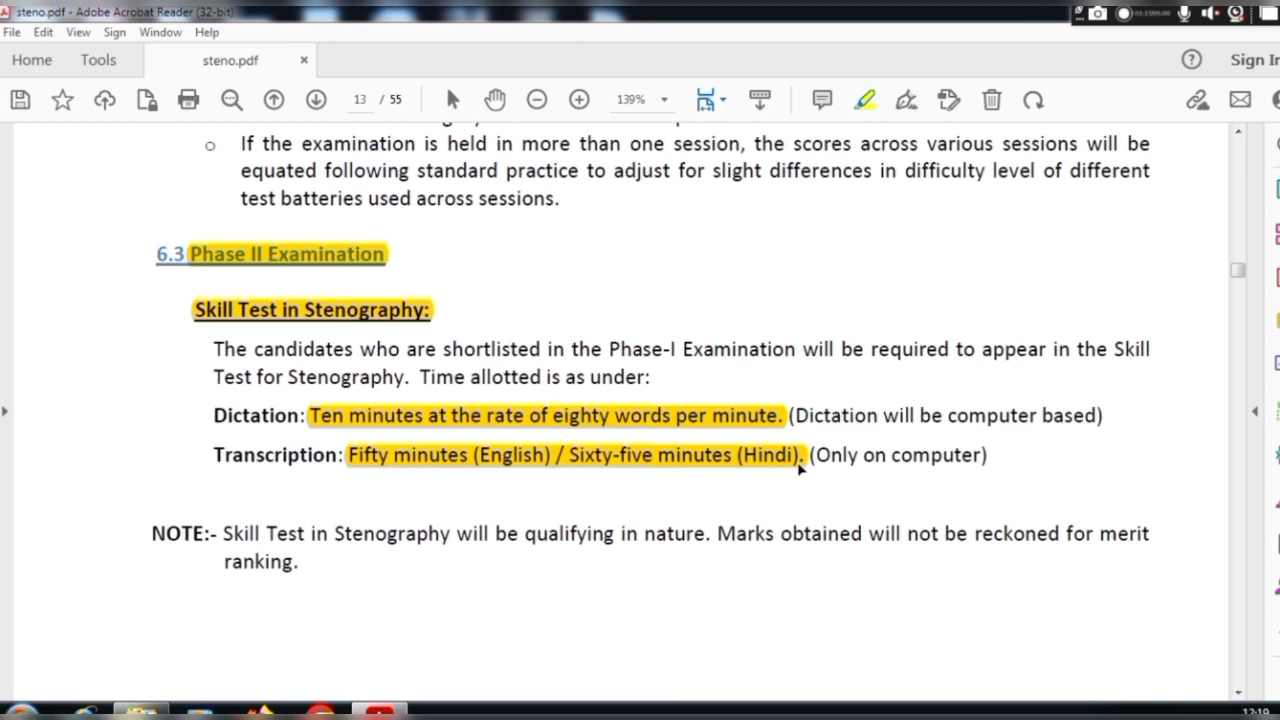 steno.pdf - Adobe Acrobat Reader (32-bit)
File Edit View Sign Window Help
Home Tools steno.pdf × ? Sign In
13 / 55 139%
o If the examination is held in more than one session, the scores across various sessions will be
equated following standard practice to adjust for slight differences in difficulty level of different
test batteries used across sessions.
6.3 Phase II Examination
Skill Test in Stenography:
The candidates who are shortlisted in the Phase-I Examination will be required to appear in the Skill
Test for Stenography. Time allotted is as under:
Dictation: Ten minutes at the rate of eighty words per minute. (Dictation will be computer based)
Transcription: Fifty minutes (English) / Sixty-five minutes (Hindi). (Only on computer)
NOTE:- Skill Test in Stenography will be qualifying in nature. Marks obtained will not be reckoned for merit
ranking.
12:19